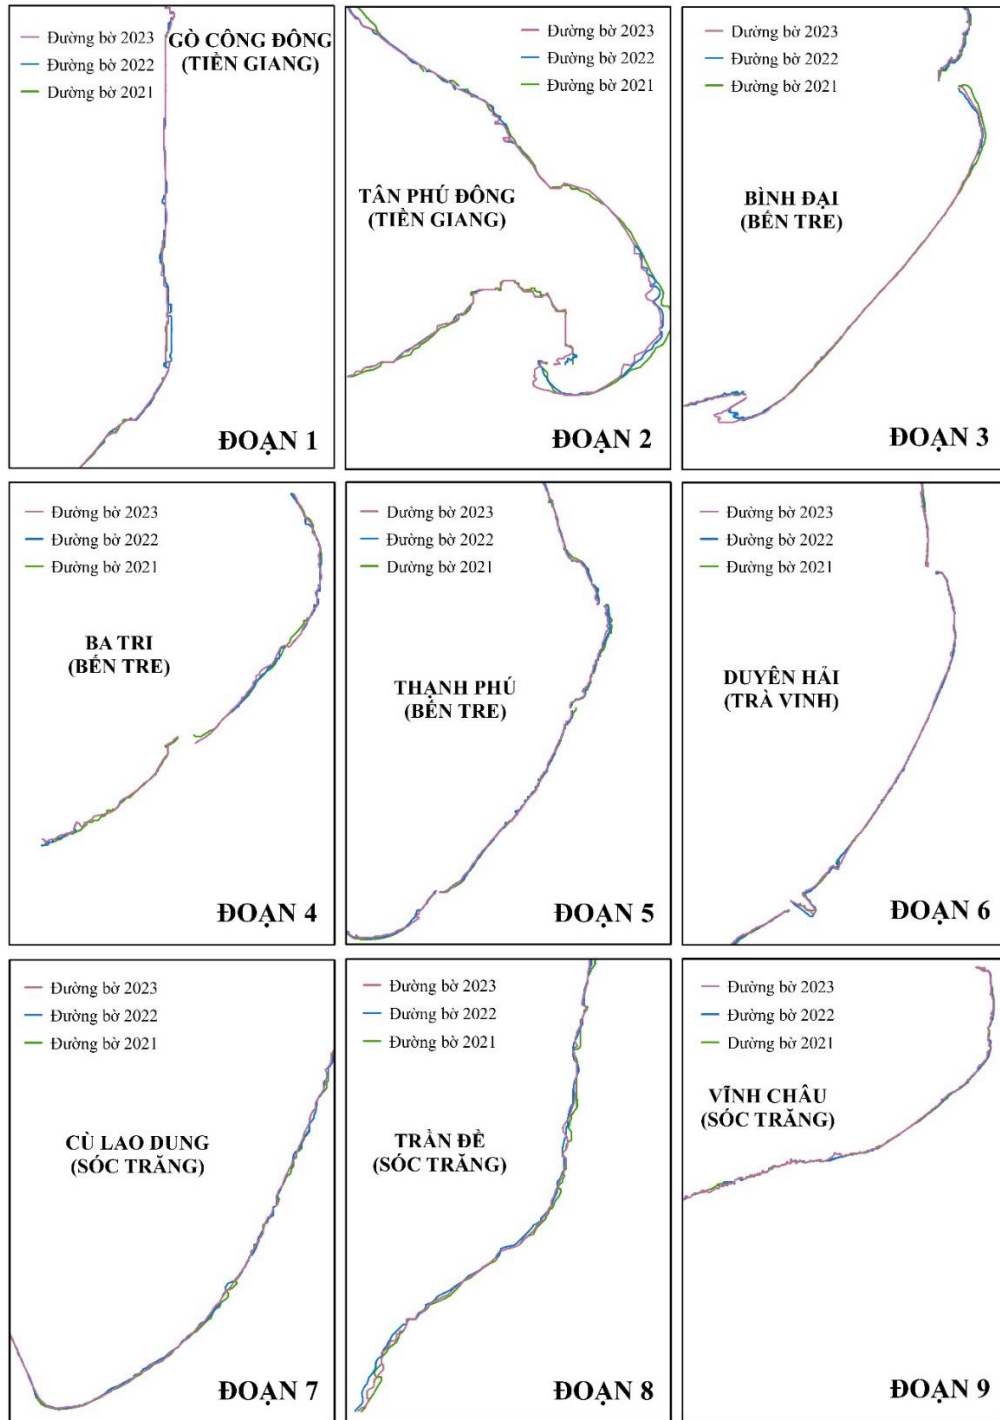 Đường bờ 2023
Đường bờ 2022
Dường bờ 2021
GÒ CÔNG ĐÔNG
(TIỀN GIANG)
ĐOẠN 1
Đường bờ 2023
Đường bờ 2022
Đường bờ 2021
TÂN PHÚ ĐÔNG
(TIỀN GIANG)
ĐOẠN 2
Dường bờ 2023
Đường bờ 2022
Đường bờ 2021
BÌNH ĐẠI
(BẾN TRE)
ĐOẠN 3
Đường bờ 2023
Đường bờ 2022
Đường bờ 2021
BA TRI
(BẾN TRE)
ĐOẠN 4
Dường bờ 2023
Đường bờ 2022
Dường bờ 2021
THẠNH PHÚ
(BẾN TRE)
ĐOẠN 5
Đường bờ 2023
Đường bờ 2022
Đường bờ 2021
DUYÊN HẢI
(TRÀ VINH)
ĐOẠN 6
Đường bờ 2023
Đường bờ 2022
Đường bờ 2021
CÙ LAO DUNG
(SÓC TRĂNG)
ĐOẠN 7
Đường bờ 2023
Đường bờ 2022
Đường bờ 2021
TRẦN ĐỀ
(SÓC TRĂNG)
ĐOẠN 8
Đường bờ 2023
Đường bờ 2022
Dường bờ 2021
VĨNH CHÂU
(SÓC TRĂNG)
ĐOẠN 9